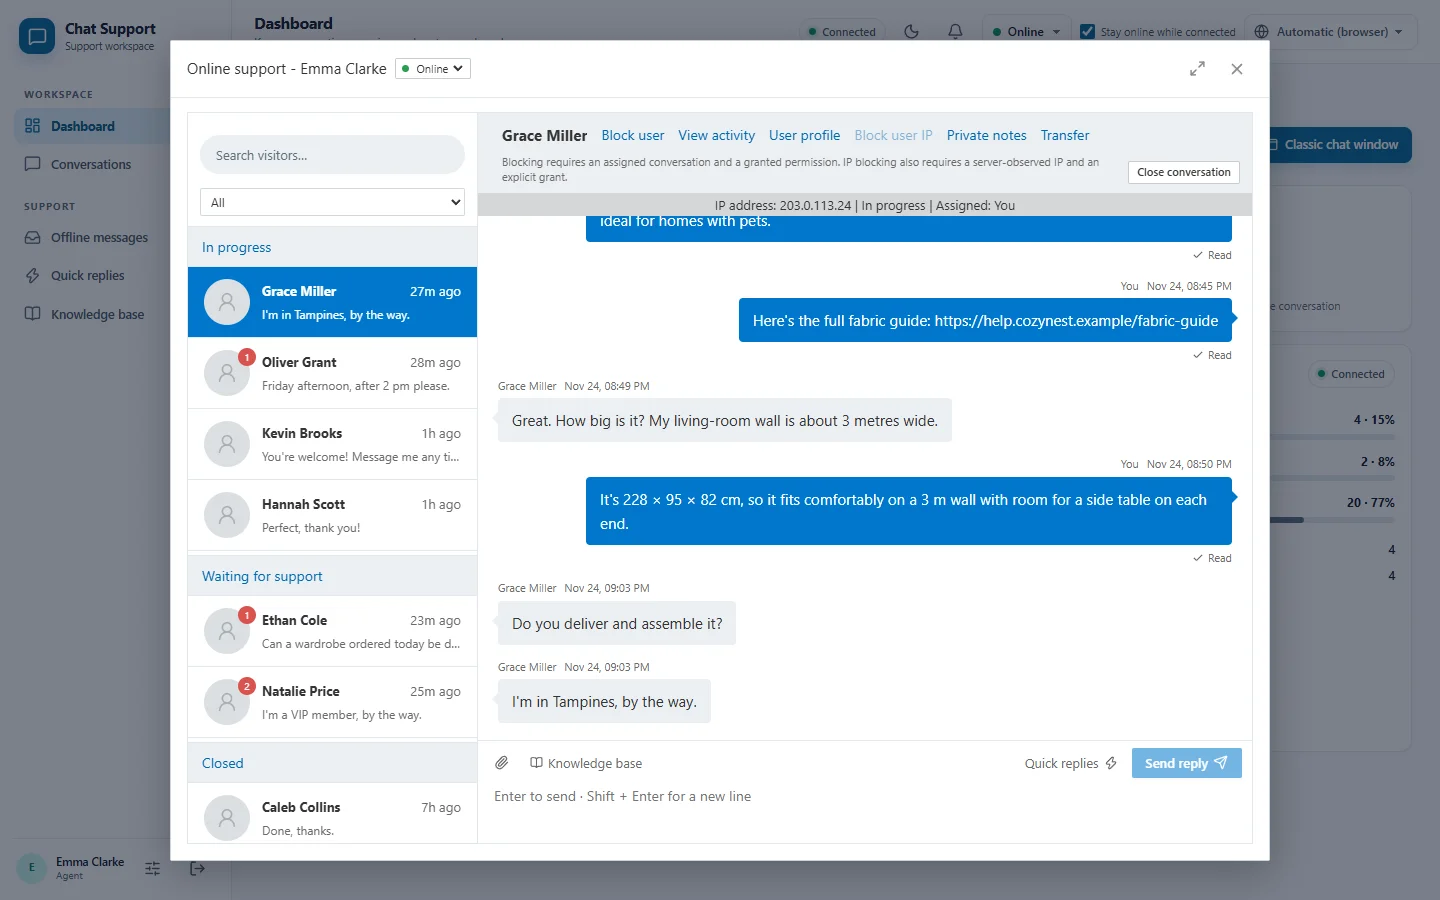 Chat Support
Support workspace
WORKSPACE
Dashboard
Conversations
SUPPORT
Offline messages
Quick replies
Knowledge base
Emma Clarke
Agent
E
Dashboard
Connected
Online
Stay online while connected
Automatic (browser)
Classic chat window
e conversation
Connected
4 · 15%
2 · 8%
20 · 77%
4
4
Online support - Emma Clarke
Online
Search visitors...
All
In progress
Grace Miller 27m ago
I'm in Tampines, by the way.
1
Oliver Grant 28m ago
Friday afternoon, after 2 pm please.
Kevin Brooks 1h ago
You're welcome! Message me any ti...
Hannah Scott 1h ago
Perfect, thank you!
Waiting for support
1
Ethan Cole 23m ago
Can a wardrobe ordered today be d...
2
Natalie Price 25m ago
I'm a VIP member, by the way.
Closed
Caleb Collins 7h ago
Done, thanks.
Grace Miller Block user View activity User profile Block user IP Private notes Transfer
Blocking requires an assigned conversation and a granted permission. IP blocking also requires a server-observed IP and an
explicit grant.
Close conversation
IP address: 203.0.113.24 | In progress | Assigned: You
ideal for homes with pets.
Read
You Nov 24, 08:45 PM
Here's the full fabric guide: https://help.cozynest.example/fabric-guide
Read
Grace Miller Nov 24, 08:49 PM
Great. How big is it? My living-room wall is about 3 metres wide.
You Nov 24, 08:50 PM
It's 228 × 95 × 82 cm, so it fits comfortably on a 3 m wall with room for a side table on each
end.
Read
Grace Miller Nov 24, 09:03 PM
Do you deliver and assemble it?
Grace Miller Nov 24, 09:03 PM
I'm in Tampines, by the way.
Knowledge base
Quick replies
Send reply
Enter to send · Shift + Enter for a new line